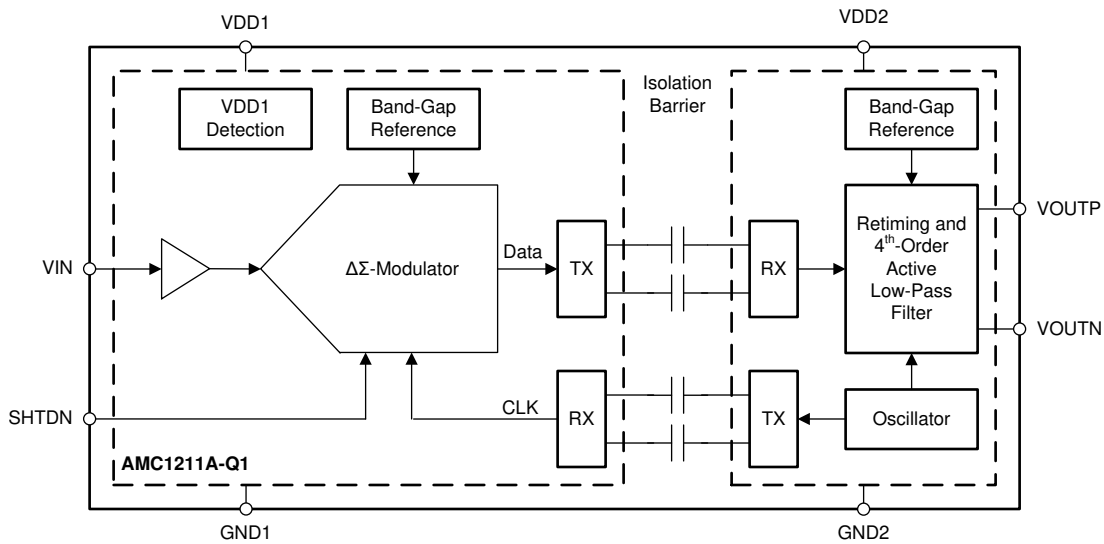 VDD1
VDD2
Isolation
Barrier
VDD1
Detection
Band-Gap
Reference
Band-Gap
Reference
VIN
ΔΣ-Modulator
Data
TX
RX
Retiming and
4th-Order
Active
Low-Pass
Filter
VOUTP
VOUTN
SHTDN
CLK
RX
TX
Oscillator
AMC1211A-Q1
GND1
GND2